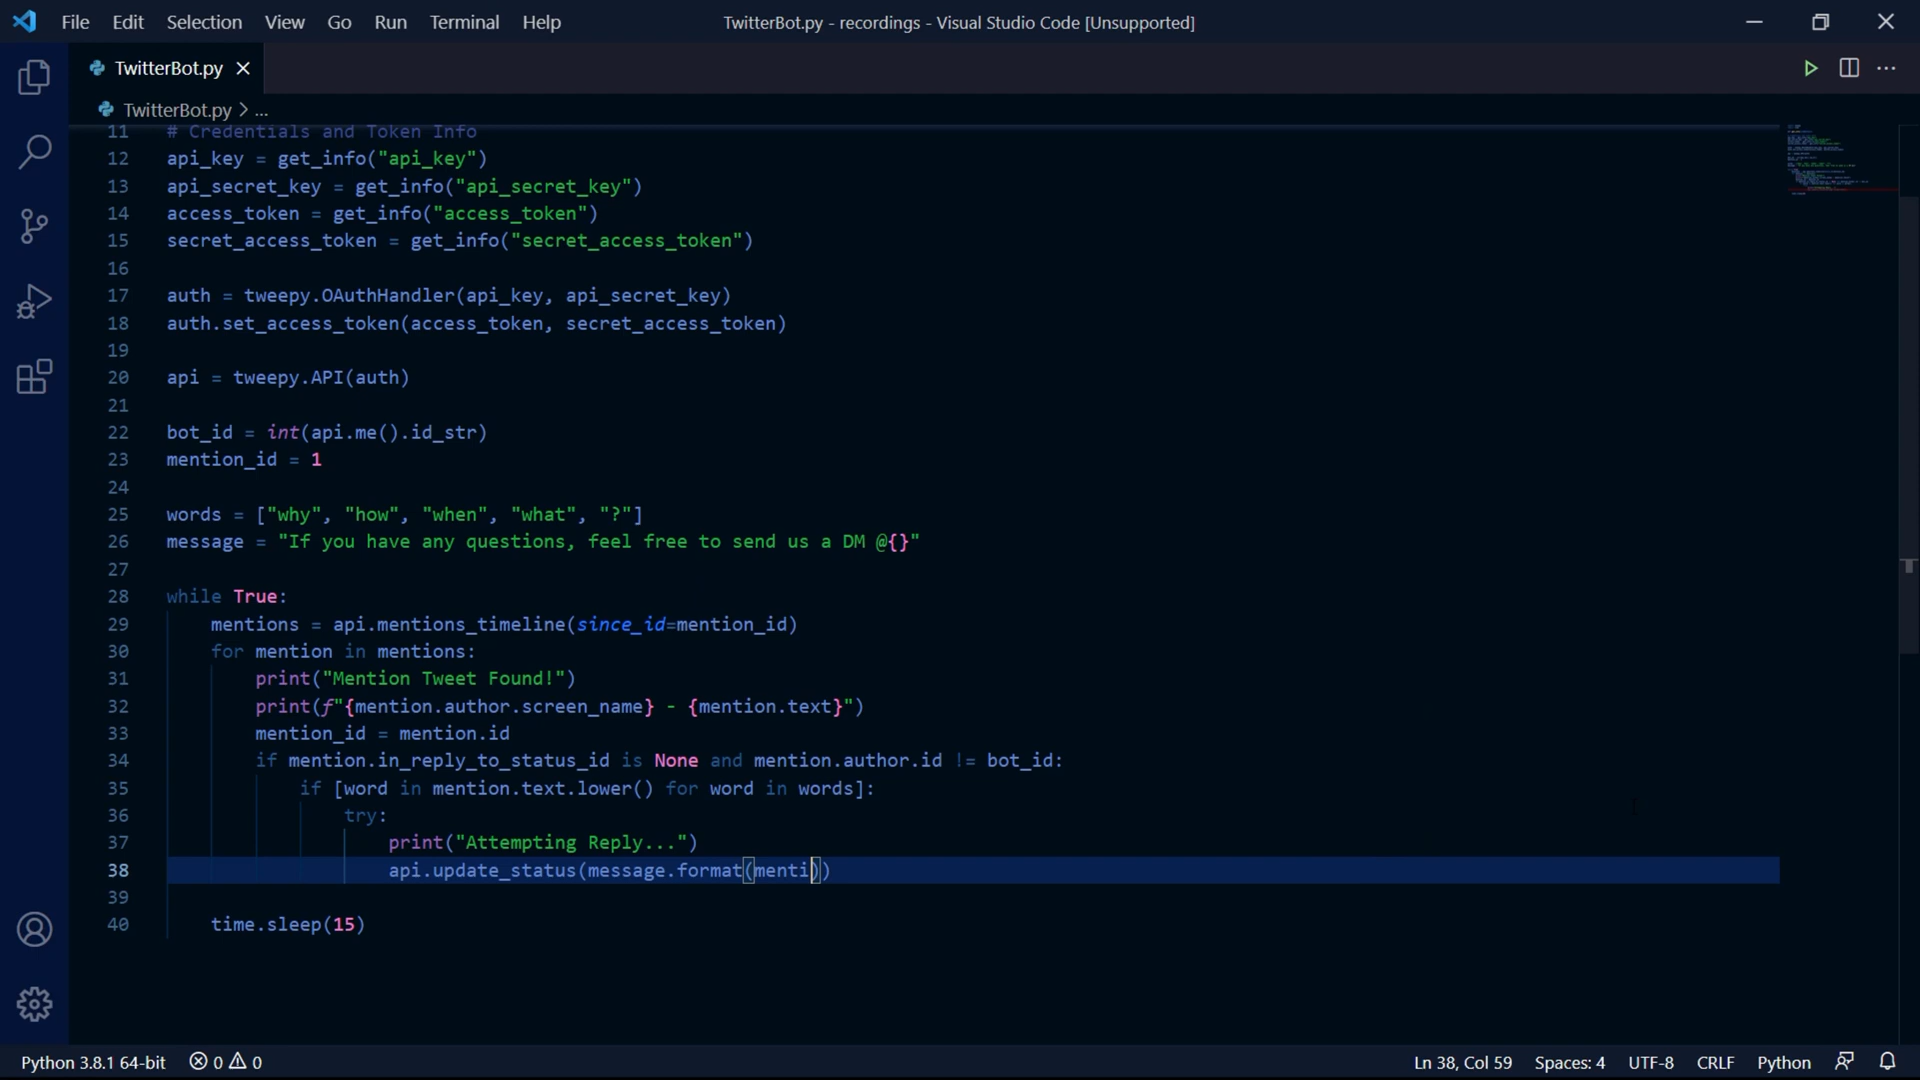 File Edit Selection View Go Run Terminal Help TwitterBot.py - recordings - Visual Studio Code [Unsupported]
TwitterBot.py
TwitterBot.py > ...
11 # Credentials and Token Info
12 api_key = get_info("api_key")
13 api_secret_key = get_info("api_secret_key")
14 access_token = get_info("access_token")
15 secret_access_token = get_info("secret_access_token")
16
17 auth = tweepy.OAuthHandler(api_key, api_secret_key)
18 auth.set_access_token(access_token, secret_access_token)
19
20 api = tweepy.API(auth)
21
22 bot_id = int(api.me().id_str)
23 mention_id = 1
24
25 words = ["why", "how", "when", "what", "?"]
26 message = "If you have any questions, feel free to send us a DM @{}"
27
28 while True:
29     mentions = api.mentions_timeline(since_id=mention_id)
30     for mention in mentions:
31         print("Mention Tweet Found!")
32         print(f"{mention.author.screen_name} - {mention.text}")
33         mention_id = mention.id
34         if mention.in_reply_to_status_id is None and mention.author.id != bot_id:
35             if [word in mention.text.lower() for word in words]:
36                 try:
37                     print("Attempting Reply...")
38                     api.update_status(message.format(menti))
39
40     time.sleep(15)
Python 3.8.1 64-bit 0 0 Ln 38, Col 59 Spaces: 4 UTF-8 CRLF Python